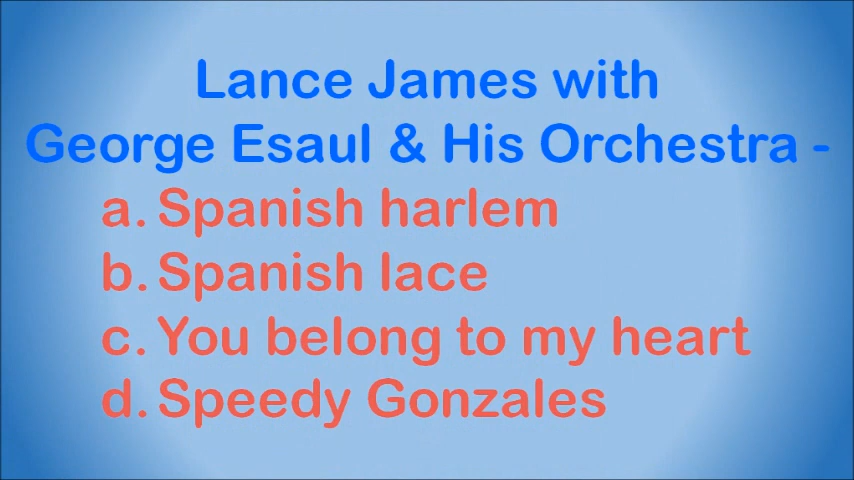 Lance James with
George Esaul & His Orchestra -
a. Spanish harlem
b. Spanish lace
c. You belong to my heart
d. Speedy Gonzales